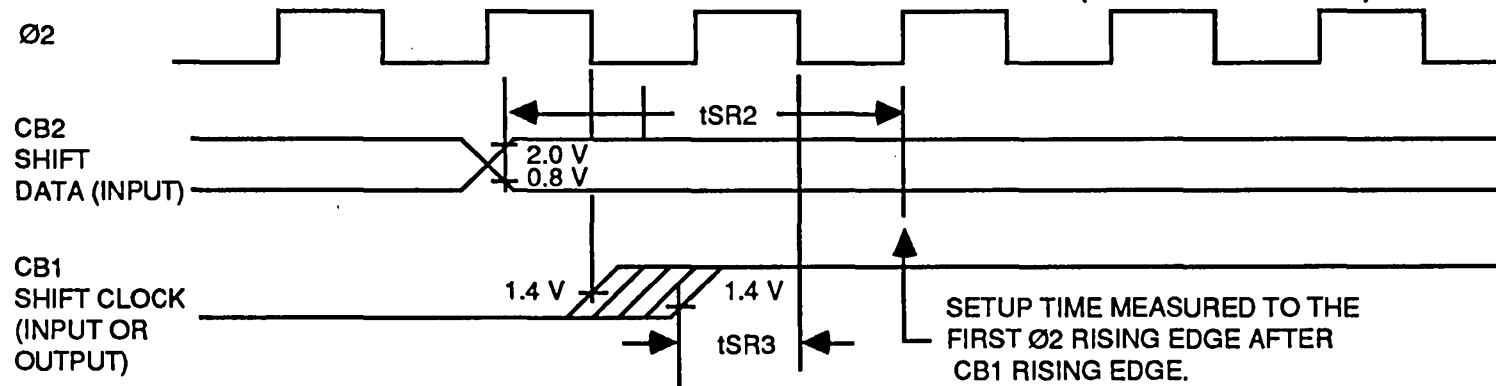 Ø2
tSR2
CB2
SHIFT
DATA (INPUT)
2.0 V
0.8 V
CB1
SHIFT CLOCK
(INPUT OR
OUTPUT)
1.4 V
1.4 V
tSR3
SETUP TIME MEASURED TO THE
FIRST Ø2 RISING EDGE AFTER
CB1 RISING EDGE.